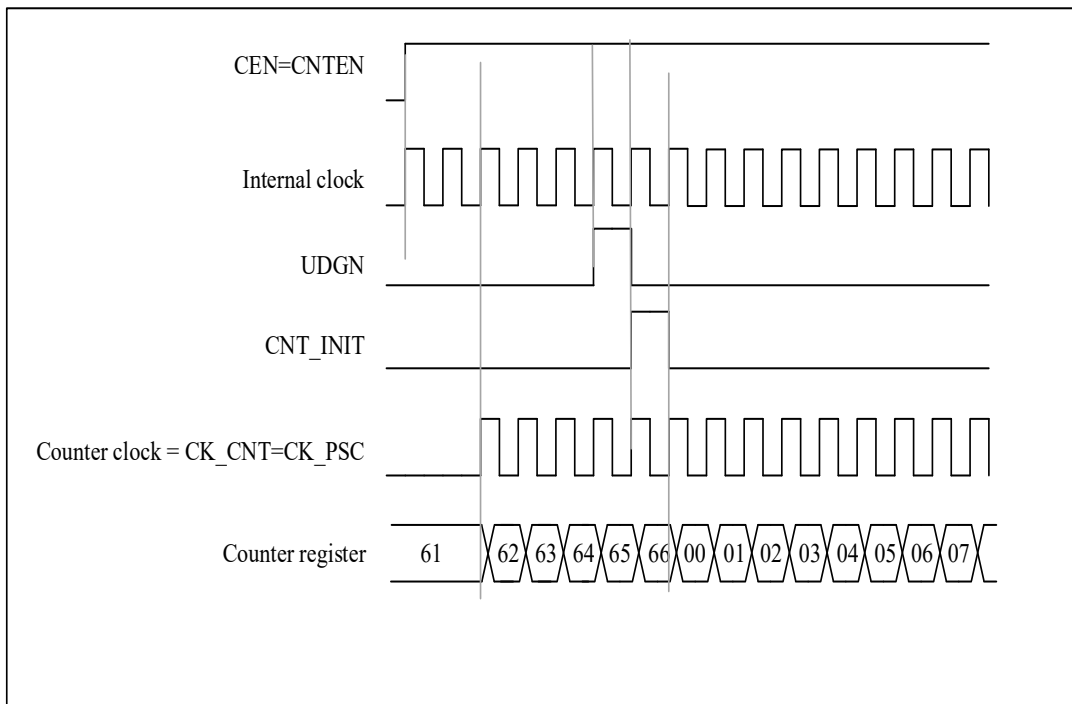 CEN=CNTEN
Internal clock
UDGN
CNT_INIT
Counter clock = CK_CNT=CK_PSC
Counter register 61 62 63 64 65 66 00 01 02 03 04 05 06 07